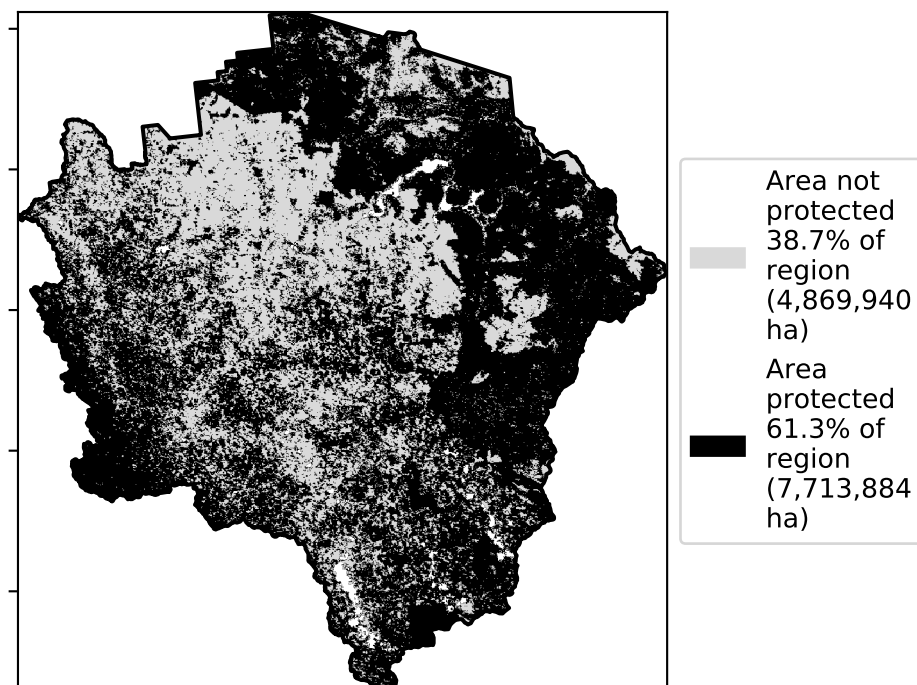 Area not
protected
38.7% of
region
(4,869,940
ha)
Area
protected
61.3% of
region
(7,713,884
ha)